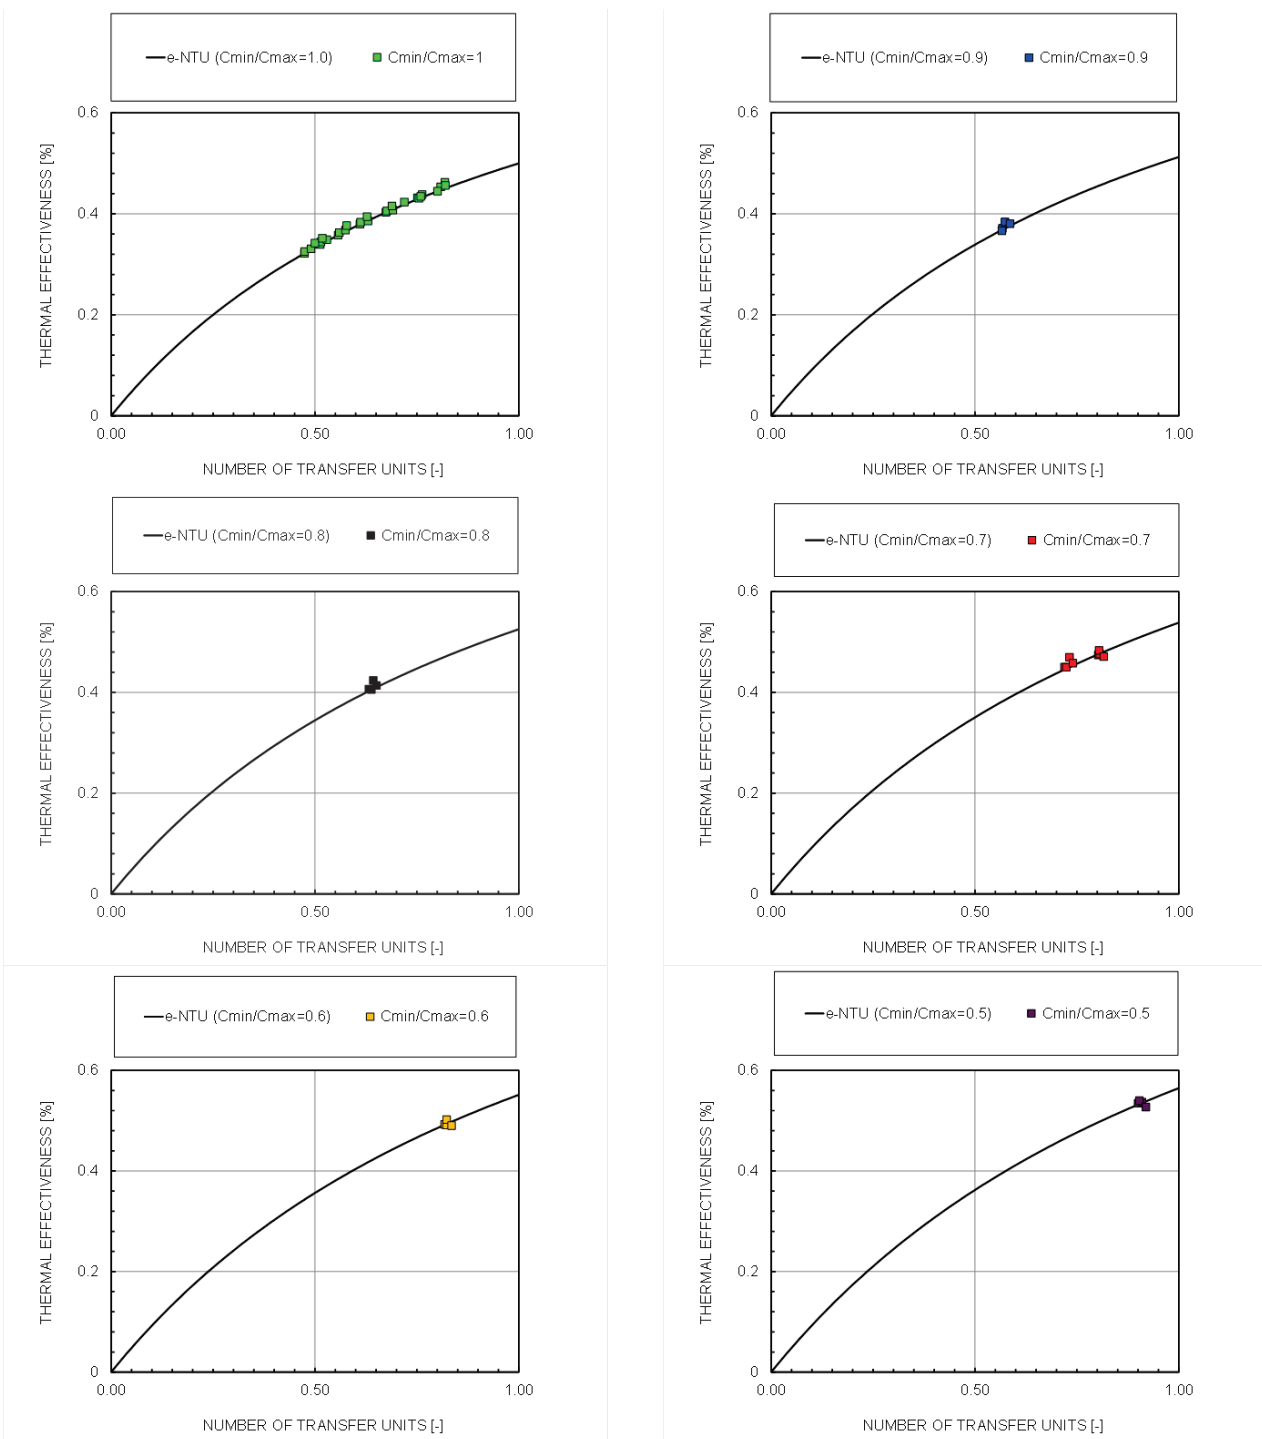 e-NTU (Cmin/Cmax=1.0) Cmin/Cmax=1
THERMAL EFFECTIVENESS [%]
0.6
0.4
0.2
0
0.00 0.50 1.00
NUMBER OF TRANSFER UNITS [-]
e-NTU (Cmin/Cmax=0.9) Cmin/Cmax=0.9
THERMAL EFFECTIVENESS [%]
0.6
0.4
0.2
0
0.00 0.50 1.00
NUMBER OF TRANSFER UNITS [-]
e-NTU (Cmin/Cmax=0.8) Cmin/Cmax=0.8
THERMAL EFFECTIVENESS [%]
0.6
0.4
0.2
0
0.00 0.50 1.00
NUMBER OF TRANSFER UNITS [-]
e-NTU (Cmin/Cmax=0.7) Cmin/Cmax=0.7
THERMAL EFFECTIVENESS [%]
0.6
0.4
0.2
0
0.00 0.50 1.00
NUMBER OF TRANSFER UNITS [-]
e-NTU (Cmin/Cmax=0.6) Cmin/Cmax=0.6
THERMAL EFFECTIVENESS [%]
0.6
0.4
0.2
0
0.00 0.50 1.00
NUMBER OF TRANSFER UNITS [-]
e-NTU (Cmin/Cmax=0.5) Cmin/Cmax=0.5
THERMAL EFFECTIVENESS [%]
0.6
0.4
0.2
0
0.00 0.50 1.00
NUMBER OF TRANSFER UNITS [-]